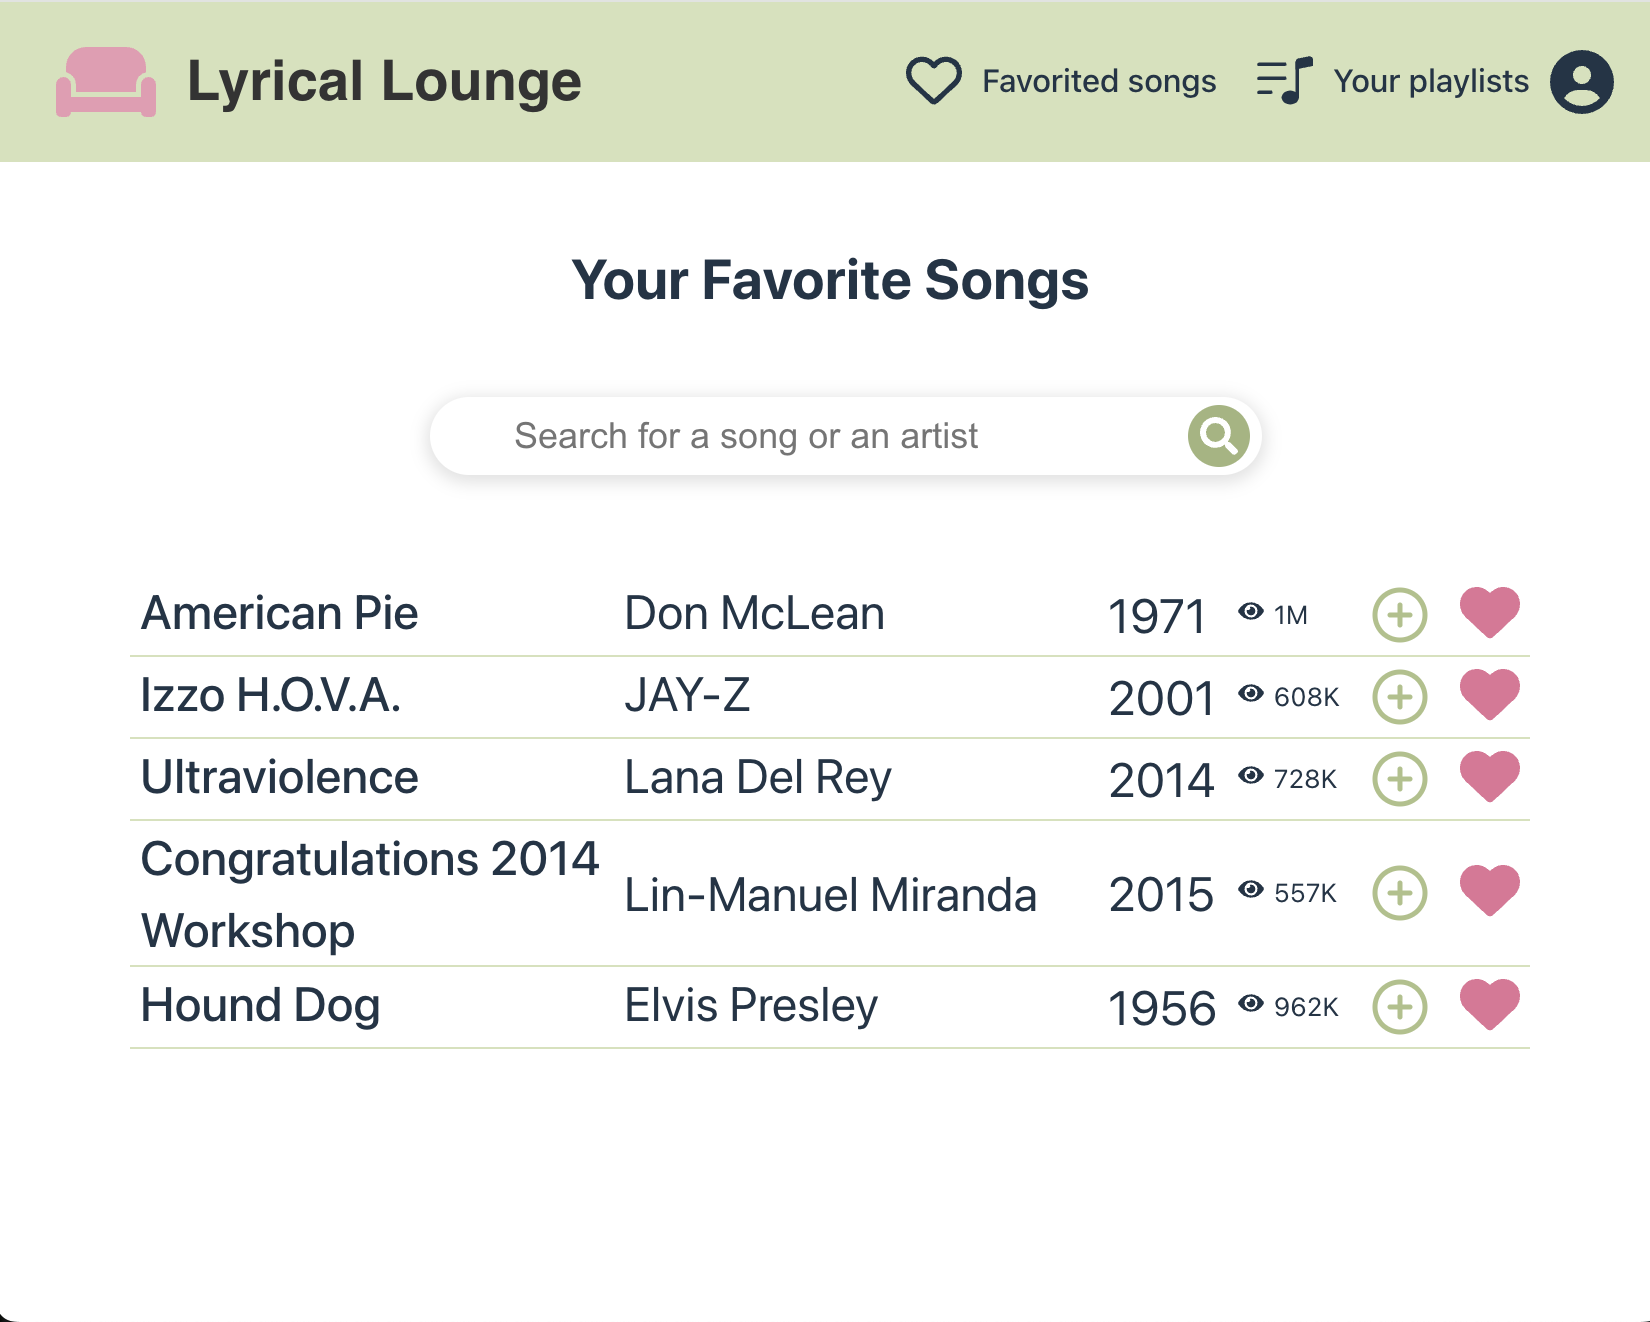 Lyrical Lounge
Favorited songs
Your playlists
Your Favorite Songs
Search for a song or an artist
American Pie Don McLean 1971 1M
Izzo H.O.V.A. JAY-Z 2001 608K
Ultraviolence Lana Del Rey 2014 728K
Congratulations 2014
Workshop
Lin-Manuel Miranda 2015 557K
Hound Dog Elvis Presley 1956 962K